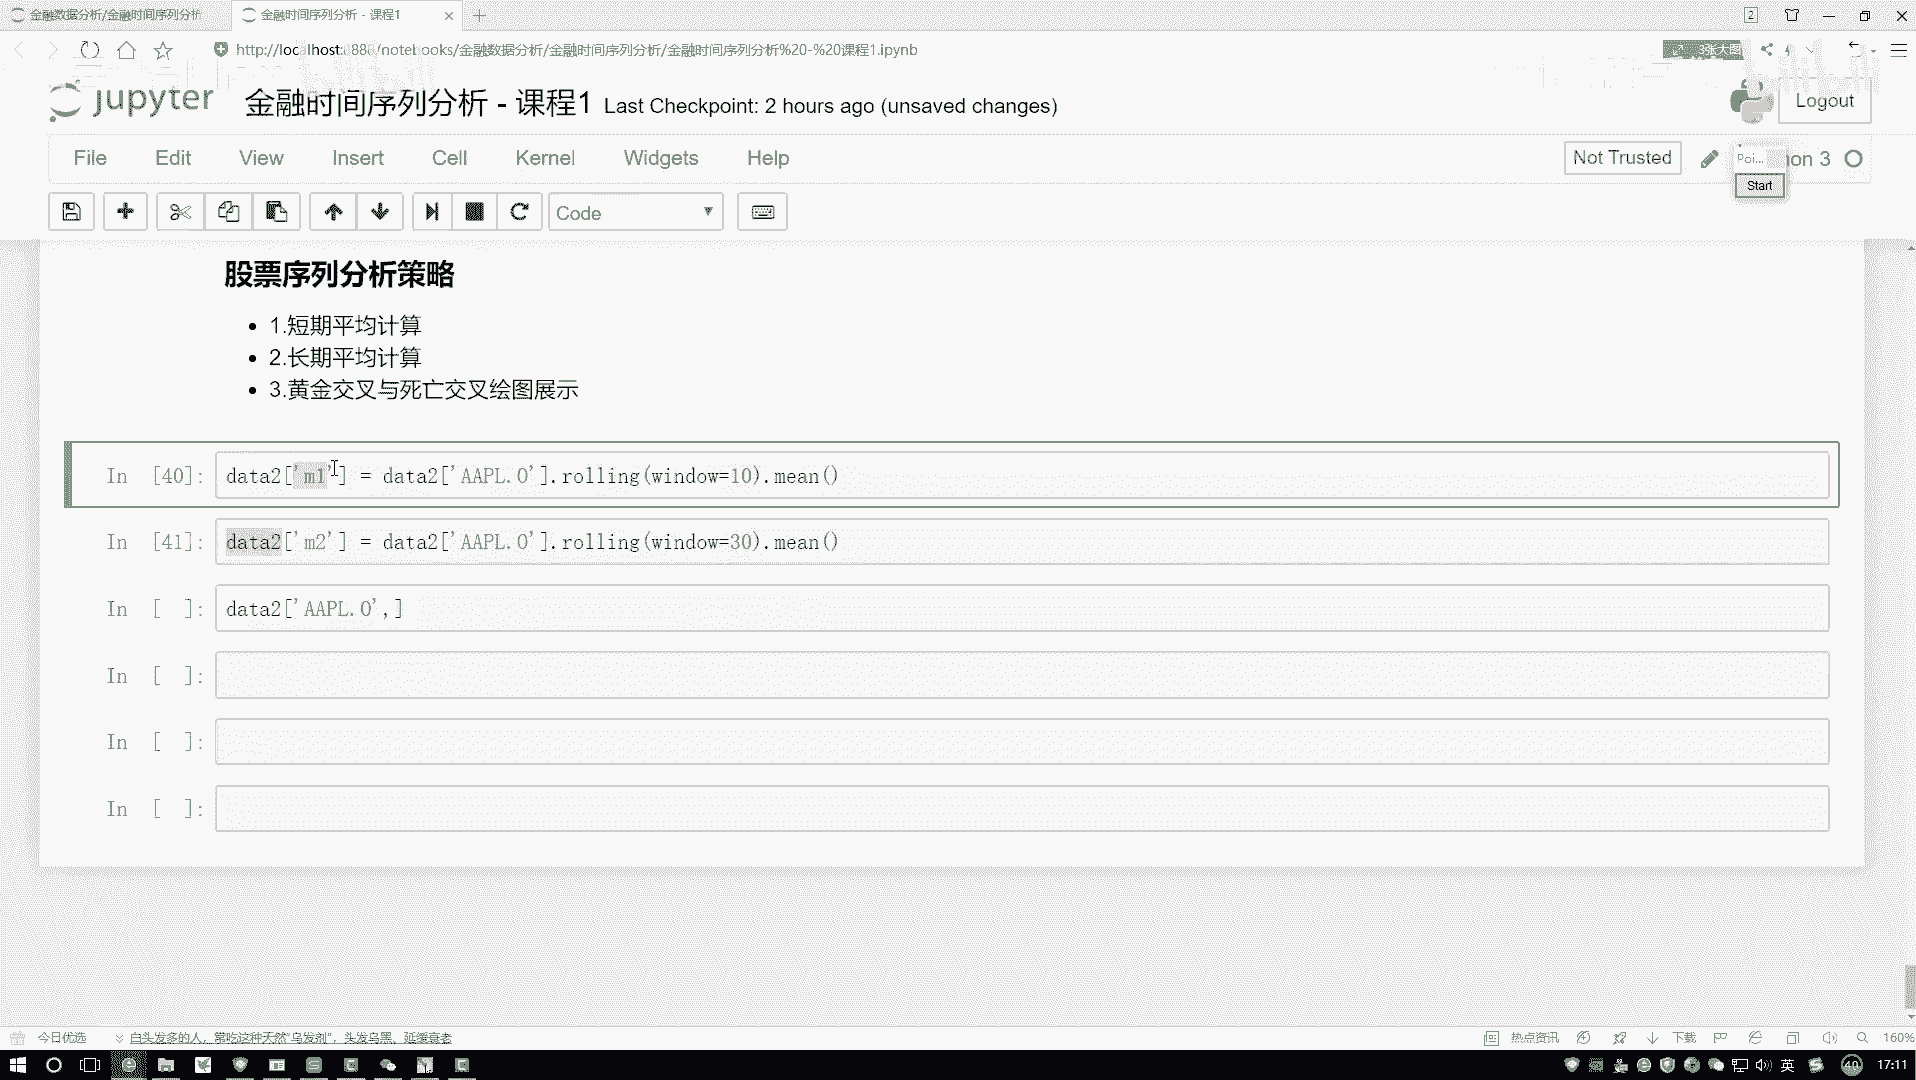 金融数据分析/金融时间序列分析
金融时间序列分析 - 课程1
2
http://localhost:888/notebooks/金融数据分析/金融时间序列分析/金融时间序列分析%20-%20课程1.ipynb
3张大图
jupyter
金融时间序列分析 - 课程1 Last Checkpoint: 2 hours ago (unsaved changes)
Logout
File Edit View Insert Cell Kernel Widgets Help
Not Trusted
Poi...
on 3
Start
Code
股票序列分析策略
1.短期平均计算
2.长期平均计算
3.黄金交叉与死亡交叉绘图展示
In [40]: data2['m1'] = data2['AAPL.O'].rolling(window=10).mean()
In [41]: data2['m2'] = data2['AAPL.O'].rolling(window=30).mean()
In [ ]: data2['AAPL.O',]
In [ ]:
In [ ]:
In [ ]:
今日优选
白头发多的人，常吃这种天然"乌发剂"，头发乌黑、延缓衰老
热点资讯
下载
160%
英
40
17:11